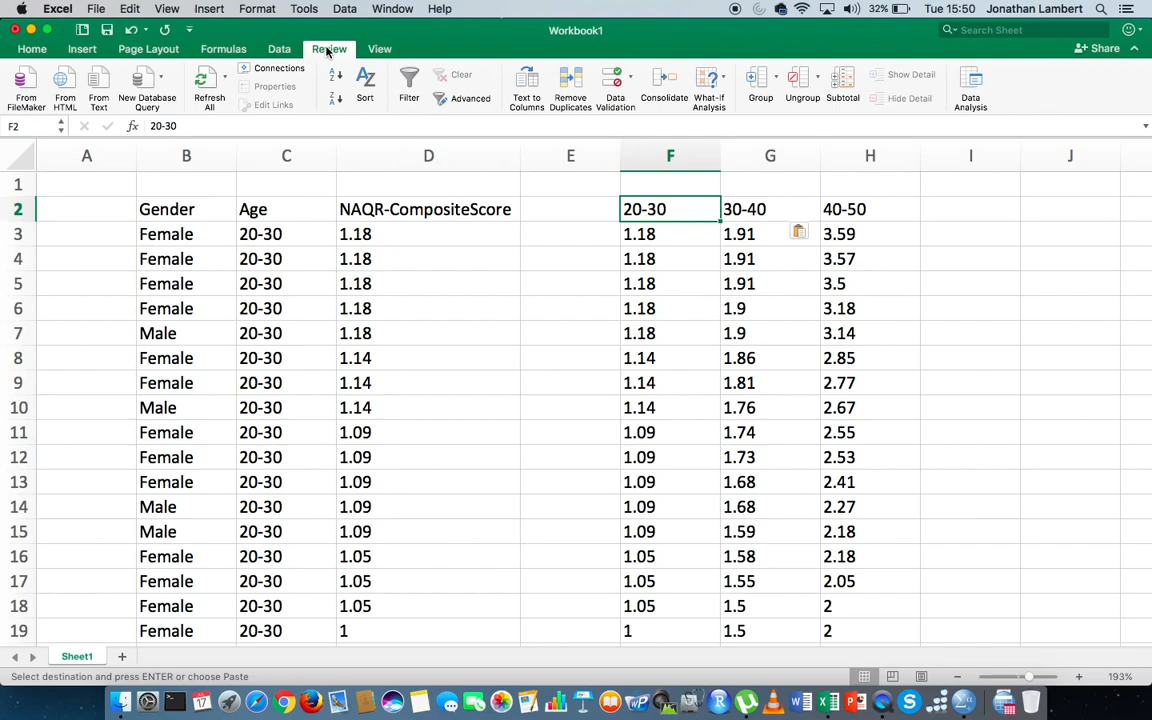 Excel File Edit View Insert Format Tools Data Window Help 32% Tue 15:50 Jonathan Lambert
Workbook1 Search Sheet
Home Insert Page Layout Formulas Data Review View Share
From FileMaker From HTML From Text New Database Query Refresh All Connections Properties Edit Links A Z Z A Sort Filter Clear Advanced Text to Columns Remove Duplicates Data Validation Consolidate What-If Analysis Group Ungroup Subtotal Show Detail Hide Detail Data Analysis
F2 fx 20-30
A B C D E F G H I J
1
2 Gender Age NAQR-CompositeScore 20-30 30-40 40-50
3 Female 20-30 1.18 1.18 1.91 3.59
4 Female 20-30 1.18 1.18 1.91 3.57
5 Female 20-30 1.18 1.18 1.91 3.5
6 Female 20-30 1.18 1.18 1.9 3.18
7 Male 20-30 1.18 1.18 1.9 3.14
8 Female 20-30 1.14 1.14 1.86 2.85
9 Female 20-30 1.14 1.14 1.81 2.77
10 Male 20-30 1.14 1.14 1.76 2.67
11 Female 20-30 1.09 1.09 1.74 2.55
12 Female 20-30 1.09 1.09 1.73 2.53
13 Female 20-30 1.09 1.09 1.68 2.41
14 Male 20-30 1.09 1.09 1.68 2.27
15 Male 20-30 1.09 1.09 1.59 2.18
16 Female 20-30 1.05 1.05 1.58 2.18
17 Female 20-30 1.05 1.05 1.55 2.05
18 Female 20-30 1.05 1.05 1.5 2
19 Female 20-30 1 1 1.5 2
Sheet1
Select destination and press ENTER or choose Paste 193%
17